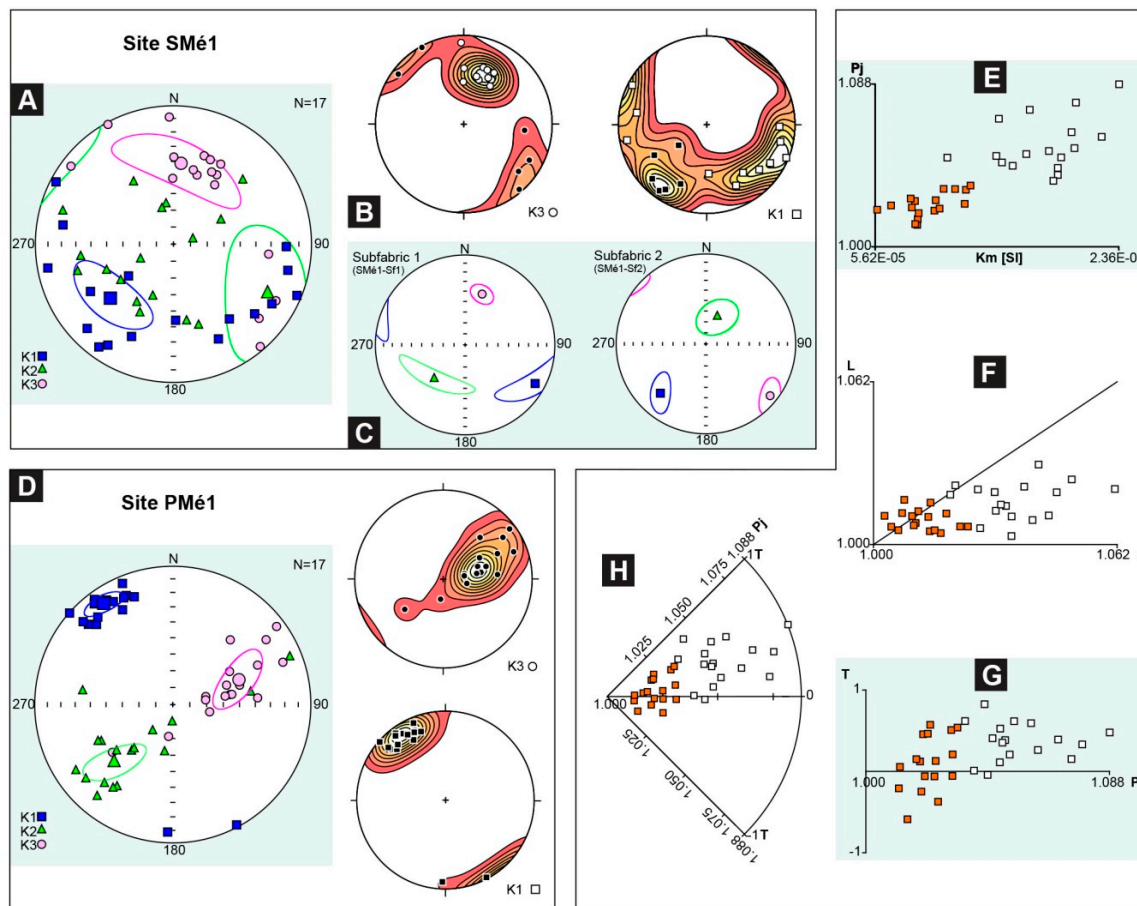 Site SMé1
A
N
N=17
270
90
180
K1
K2
K3
B
K3
K1
Subfabric 1
(SMé1-Sf1)
N
270
90
180
Subfabric 2
(SMé1-Sf2)
N
270
90
180
C
D
Site PMé1
N
N=17
270
90
180
K1
K2
K3
K3
K1
E
Pj
1.088
1.000
5.62E-05
Km [SI]
2.36E-0
F
L
1.062
1.000
1.000
1.062
H
1.088 Pj
1T
1.075
1.050
1.025
1.000
0
1.025
1.050
1.075
1.088
-1T
G
T
1
1.000
1.088
P
-1